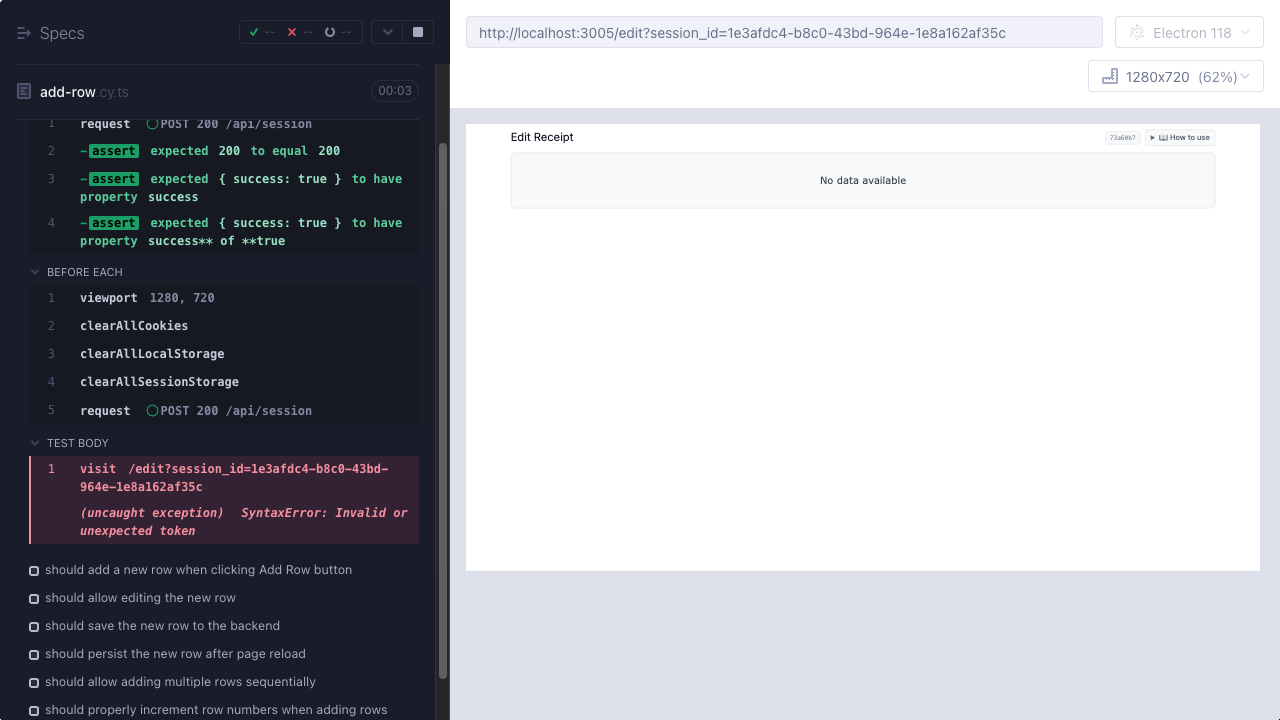 Specs
-- -- --
http://localhost:3005/edit?session_id=1e3afdc4-b8c0-43bd-964e-1e8a162af35c
Electron 118
1280x720 (62%)
add-row.cy.ts
00:03
1 request POST 200 /api/session
2 -assert expected 200 to equal 200
3 -assert expected { success: true } to have
property success
4 -assert expected { success: true } to have
property success** of **true
BEFORE EACH
1 viewport 1280, 720
2 clearAllCookies
3 clearAllLocalStorage
4 clearAllSessionStorage
5 request POST 200 /api/session
TEST BODY
1 visit /edit?session_id=1e3afdc4-b8c0-43bd-
964e-1e8a162af35c
(uncaught exception) SyntaxError: Invalid or
unexpected token
should add a new row when clicking Add Row button
should allow editing the new row
should save the new row to the backend
should persist the new row after page reload
should allow adding multiple rows sequentially
should properly increment row numbers when adding rows
Edit Receipt
73a60b7
How to use
No data available